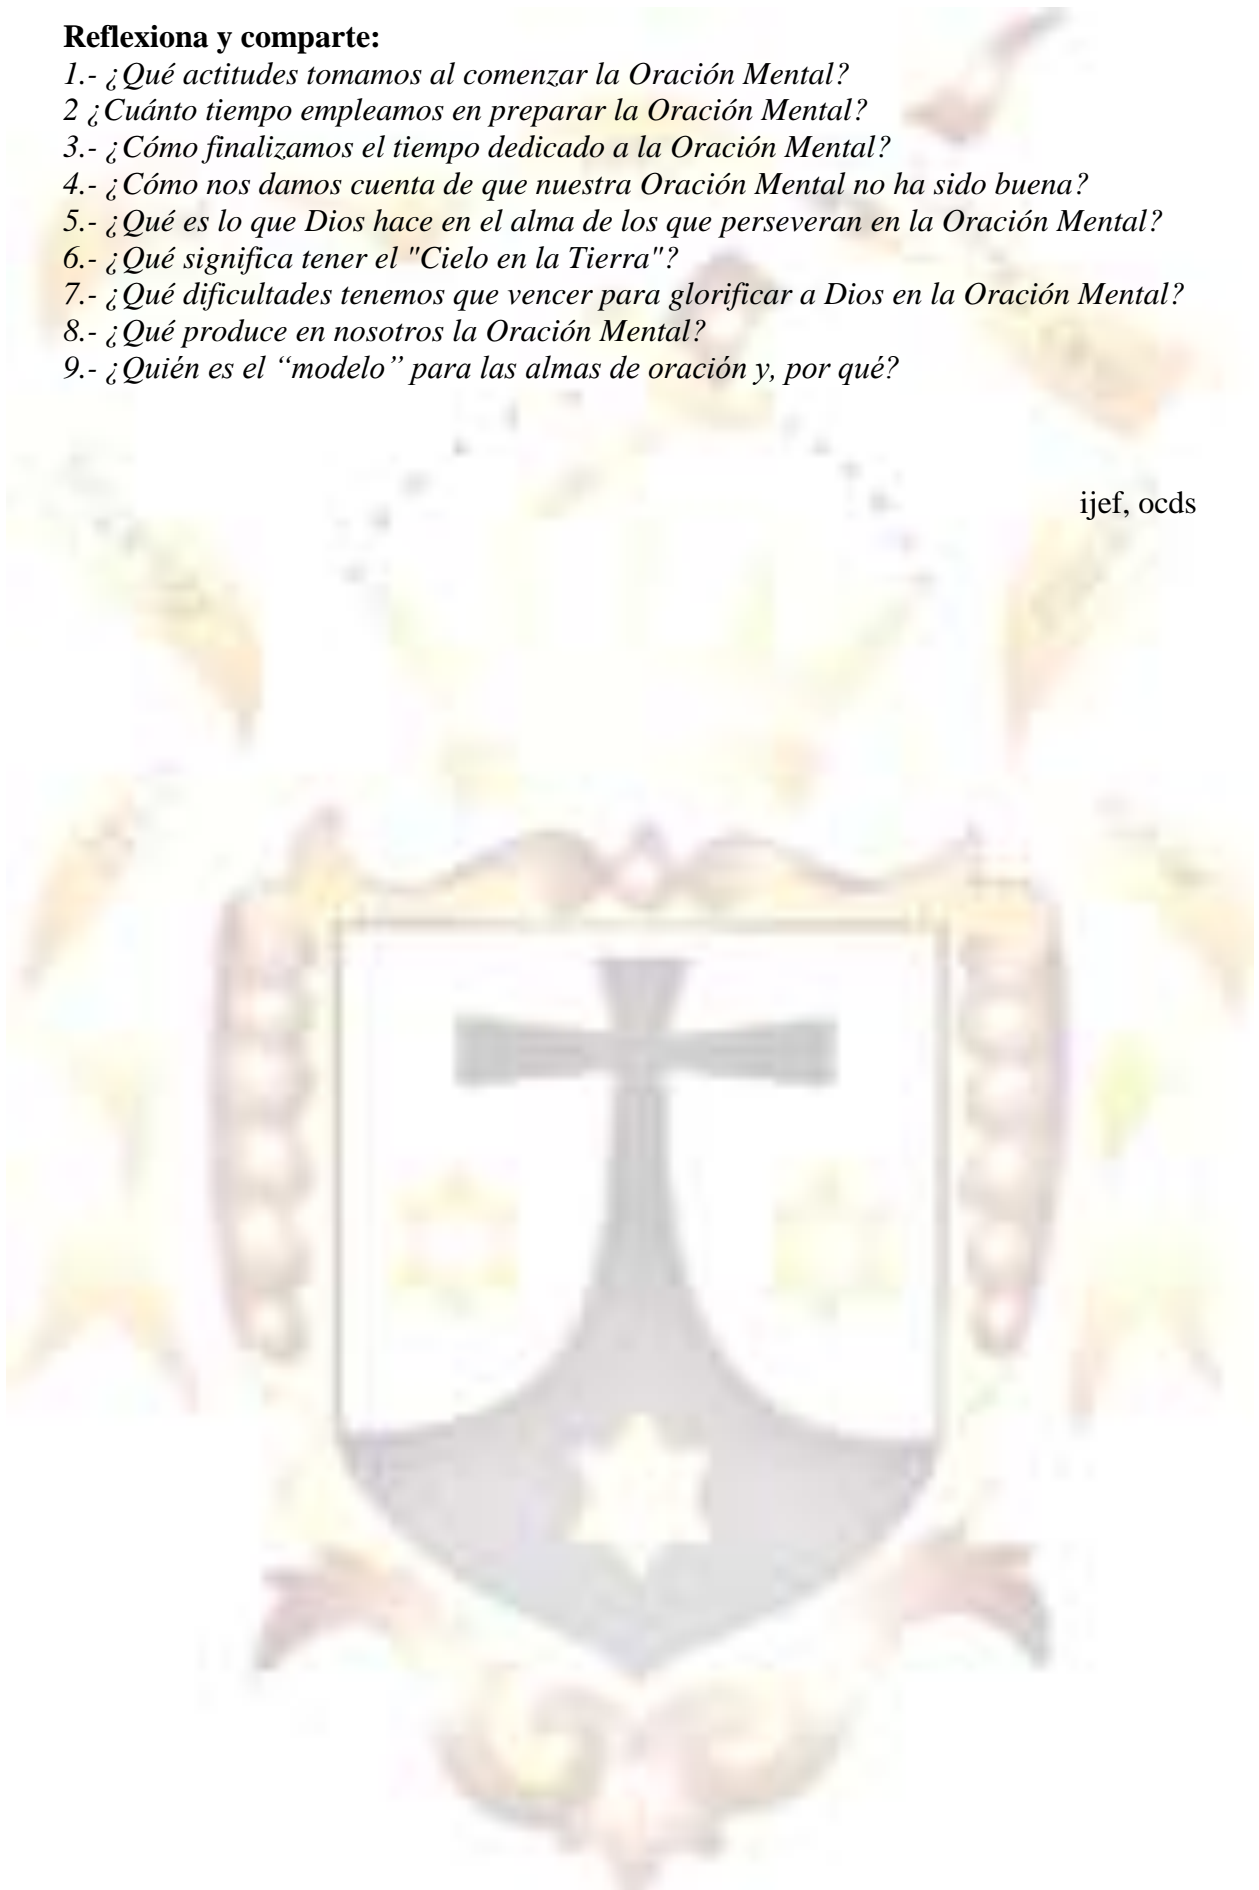 Reflexiona y comparte:
1.- ¿Qué actitudes tomamos al comenzar la Oración Mental?
2 ¿Cuánto tiempo empleamos en preparar la Oración Mental?
3.- ¿Cómo finalizamos el tiempo dedicado a la Oración Mental?
4.- ¿Cómo nos damos cuenta de que nuestra Oración Mental no ha sido buena?
5.- ¿Qué es lo que Dios hace en el alma de los que perseveran en la Oración Mental?
6.- ¿Qué significa tener el "Cielo en la Tierra"?
7.- ¿Qué dificultades tenemos que vencer para glorificar a Dios en la Oración Mental?
8.- ¿Qué produce en nosotros la Oración Mental?
9.- ¿Quién es el “modelo” para las almas de oración y, por qué?
ijef, ocds